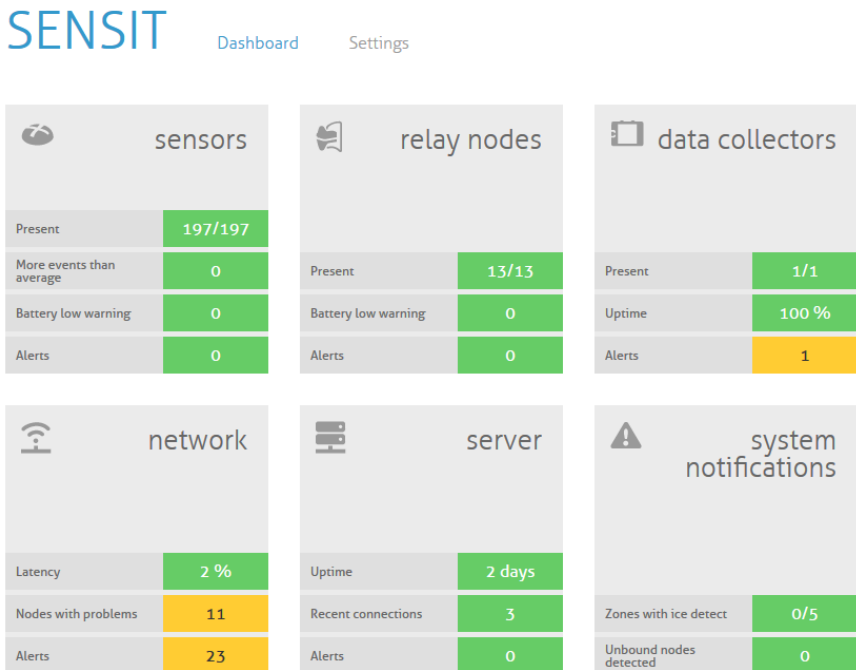 SENSIT
Dashboard Settings
sensors
Present 197/197
More events than
average 0
Battery low warning 0
Alerts 0
relay nodes
Present 13/13
Battery low warning 0
Alerts 0
data collectors
Present 1/1
Uptime 100 %
Alerts 1
network
Latency 2 %
Nodes with problems 11
Alerts 23
server
Uptime 2 days
Recent connections 3
Alerts 0
system
notifications
Zones with ice detect 0/5
Unbound nodes
detected 0